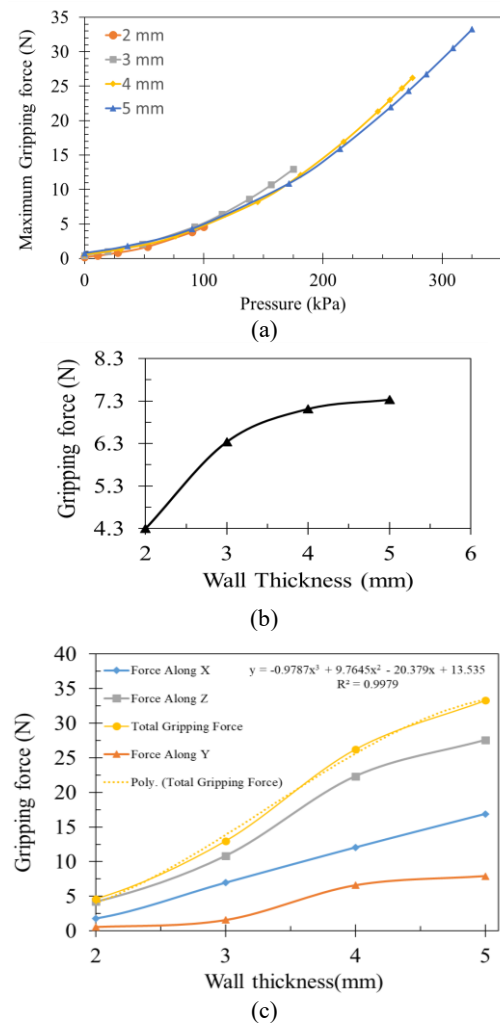 Maximum Gripping force (N)
35
30
25
20
15
10
5
0
2 mm
3 mm
4 mm
5 mm
0 100 200 300
Pressure (kPa)
(a)
Gripping force (N)
8.3
7.3
6.3
5.3
4.3
2 3 4 5 6
Wall Thickness (mm)
(b)
Gripping force (N)
40
35
30
25
20
15
10
5
0
Force Along X
Force Along Z
Total Gripping Force
Force Along Y
Poly. (Total Gripping Force)
y = -0.9787x³ + 9.7645x² - 20.379x + 13.535
R² = 0.9979
2 3 4 5
Wall thickness(mm)
(c)